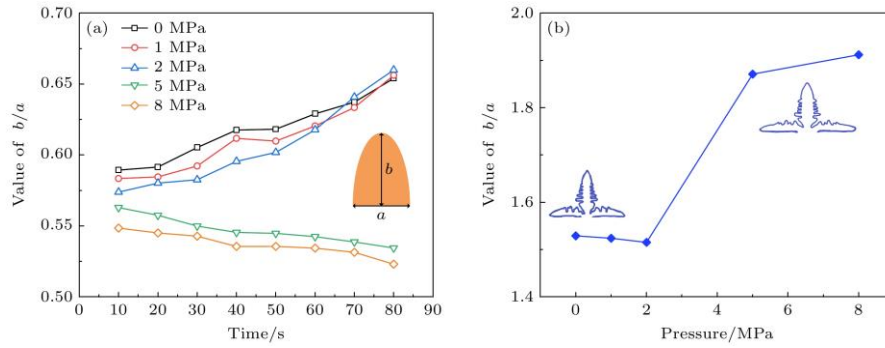 (a)
0 MPa
1 MPa
2 MPa
5 MPa
8 MPa
Value of b/a
0.70
0.65
0.60
0.55
0.50
b
a
0 10 20 30 40 50 60 70 80 90
Time/s
(b)
Value of b/a
2.0
1.8
1.6
1.4
0 2 4 6 8
Pressure/MPa